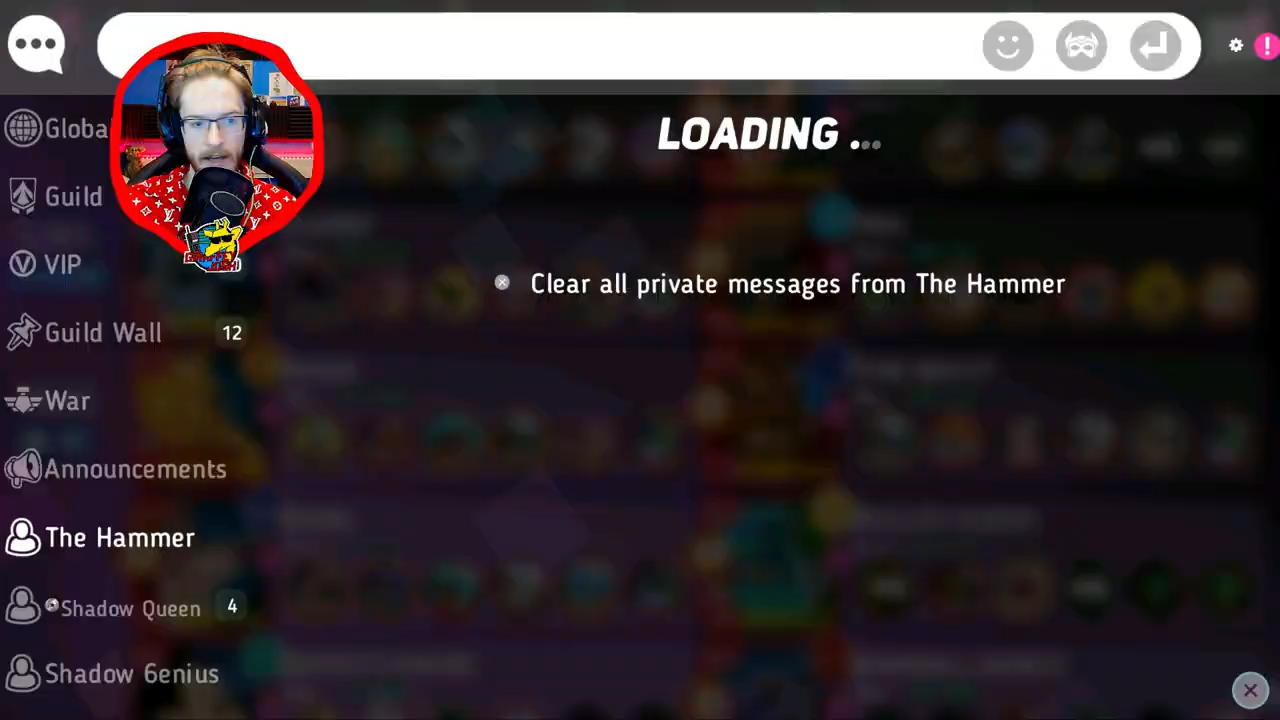 LOADING ...
Globa
Guild
VIP
Guild Wall 12
War
Announcements
The Hammer
Shadow Queen 4
Shadow 6enius
Clear all private messages from The Hammer